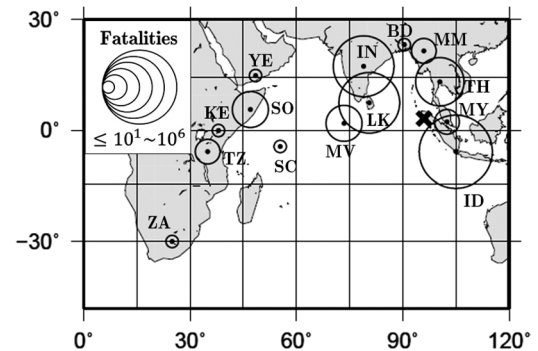 30°
Fatalities
≤ 10¹~10⁶
BD
IN
MM
YE
TH
SO
MY
KE
LK
0°
TZ
MV
SC
ID
ZA
−30°
0° 30° 60° 90° 120°